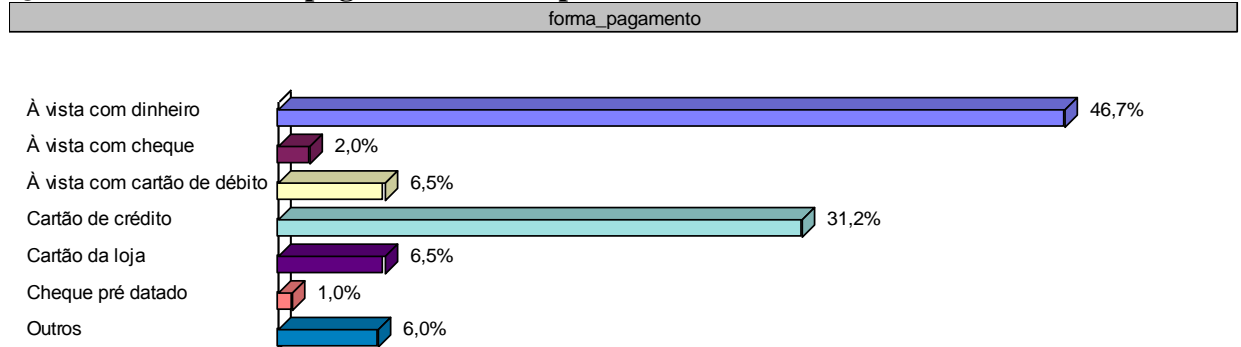 forma_pagamento
À vista com dinheiro 46,7%
À vista com cheque 2,0%
À vista com cartão de débito 6,5%
Cartão de crédito 31,2%
Cartão da loja 6,5%
Cheque pré datado 1,0%
Outros 6,0%